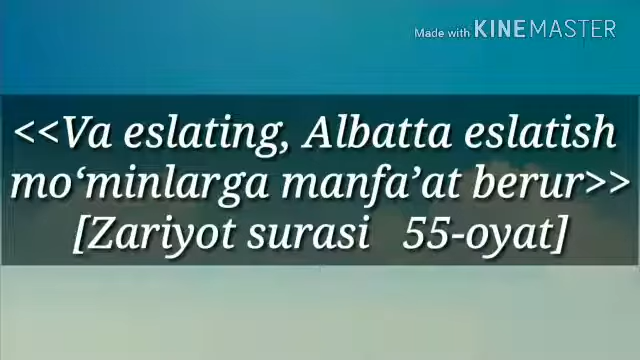 Made with KINEMASTER
<<Va eslating, Albatta eslatish
mo‘minlarga manfa’at berur>>
[Zariyot surasi 55-oyat]